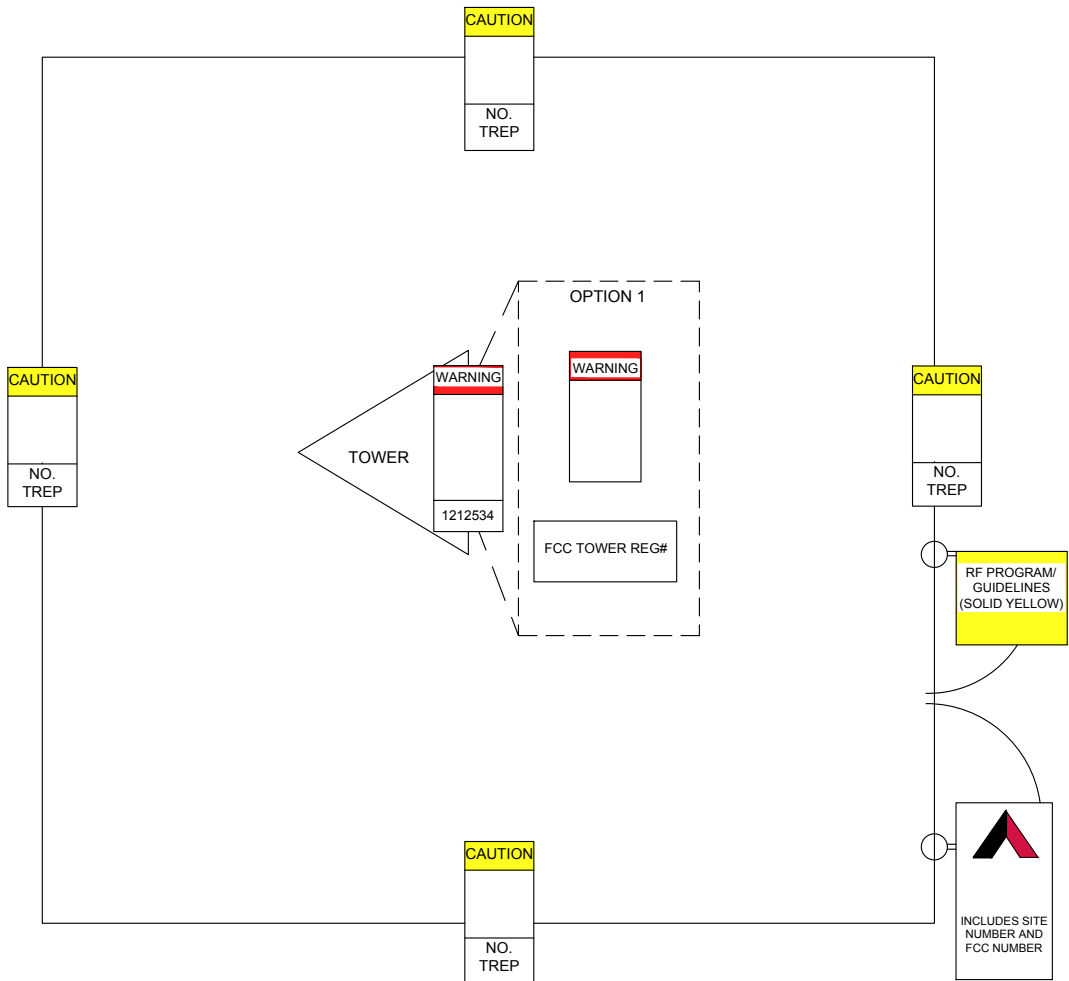 CAUTION
NO.
TREP
OPTION 1
WARNING
WARNING
CAUTION
NO.
TREP
TOWER
1212534
FCC TOWER REG#
CAUTION
NO.
TREP
RF PROGRAM/
GUIDELINES
(SOLID YELLOW)
CAUTION
NO.
TREP
INCLUDES SITE
NUMBER AND
FCC NUMBER